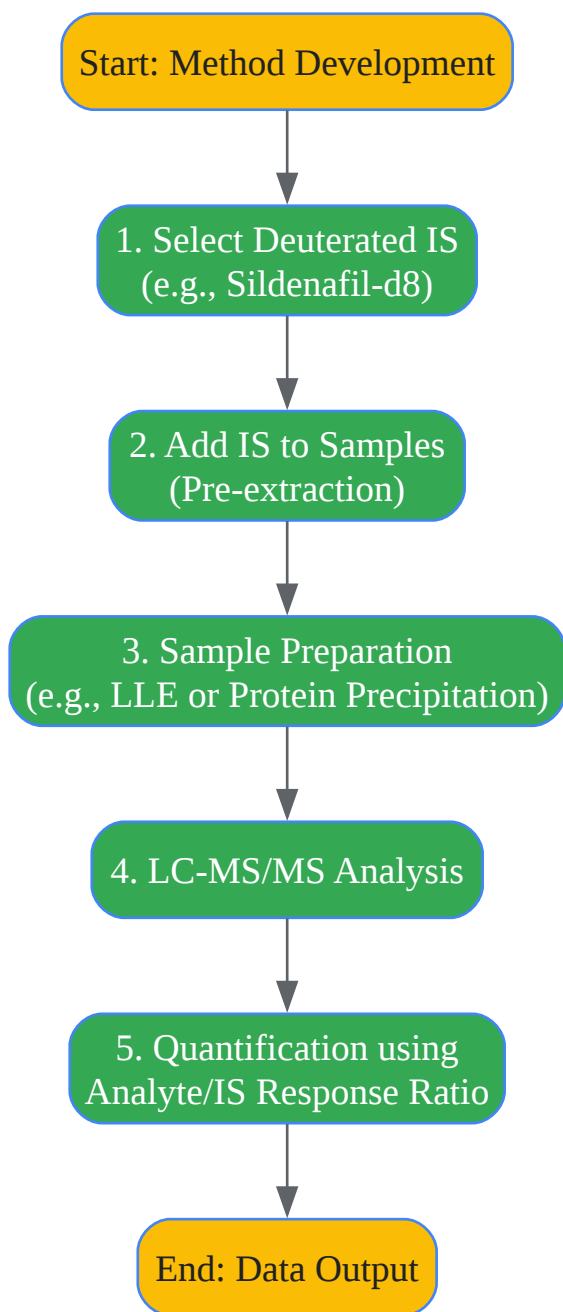 Start: Method Development
1. Select Deuterated IS
(e.g., Sildenafil-d8)
2. Add IS to Samples
(Pre-extraction)
3. Sample Preparation
(e.g., LLE or Protein Precipitation)
4. LC-MS/MS Analysis
5. Quantification using
Analyte/IS Response Ratio
End: Data Output